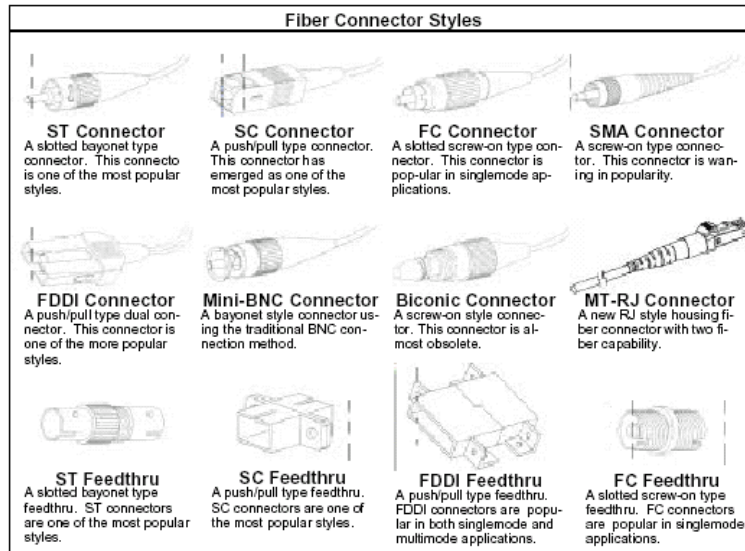 Fiber Connector Styles
ST Connector
A slotted bayonet type
connector. This connecto
is one of the most popular
styles.
SC Connector
A push/pull type connector.
This connector has
emerged as one of the
most popular styles.
FC Connector
A slotted screw-on type con-
nector. This connector is
pop-ular in singlemode ap-
plications.
SMA Connector
A screw-on type connec-
tor. This connector is wan-
ing in popularity.
FDDI Connector
A push/pull type dual con-
nector. This connector is
one of the more popular
styles.
Mini-BNC Connector
A bayonet style connector us-
ing the traditional BNC con-
nection method.
Biconic Connector
A screw-on style connec-
tor. This connector is al-
most obsolete.
MT-RJ Connector
A new RJ style housing fi-
ber connector with two fi-
ber capability.
ST Feedthru
A slotted bayonet type
feedthru. ST connectors
are one of the most popular
styles.
SC Feedthru
A push/pull type feedthru.
SC connectors are one of
the most popular styles.
FDDI Feedthru
A push/pull type feedthru.
FDDI connectors are popu-
lar in both singlemode and
multimode applications.
FC Feedthru
A slotted screw-on type
feedthru. FC connectors
are popular in singlemode
applications.